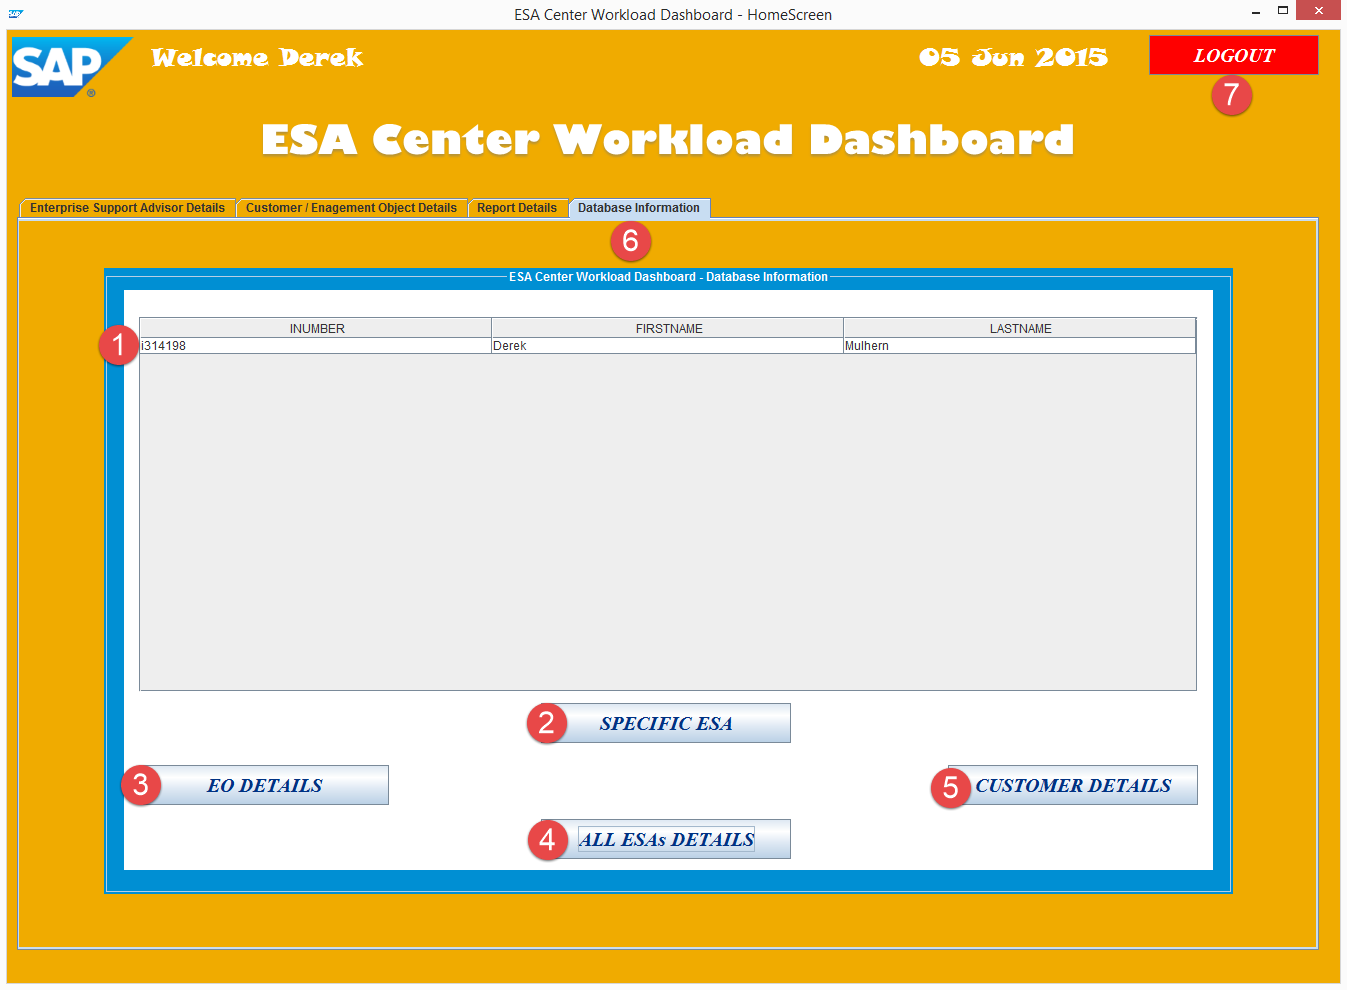 SAP
ESA Center Workload Dashboard - HomeScreen
SAP ®
Welcome Derek
05 Jun 2015
LOGOUT
7
ESA Center Workload Dashboard
Enterprise Support Advisor Details
Customer / Enagement Object Details
Report Details
Database Information
6
ESA Center Workload Dashboard - Database Information
INUMBER FIRSTNAME LASTNAME
1 i314198 Derek Mulhern
2 SPECIFIC ESA
3 EO DETAILS
5 CUSTOMER DETAILS
4 ALL ESAs DETAILS